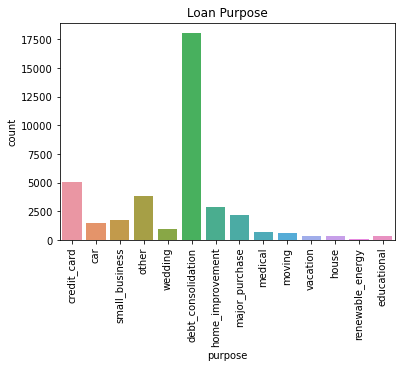 Loan Purpose
17500
15000
12500
10000
7500
5000
2500
0
count
credit_card
car
small_business
other
wedding
debt_consolidation
home_improvement
major_purchase
medical
moving
vacation
house
renewable_energy
educational
purpose